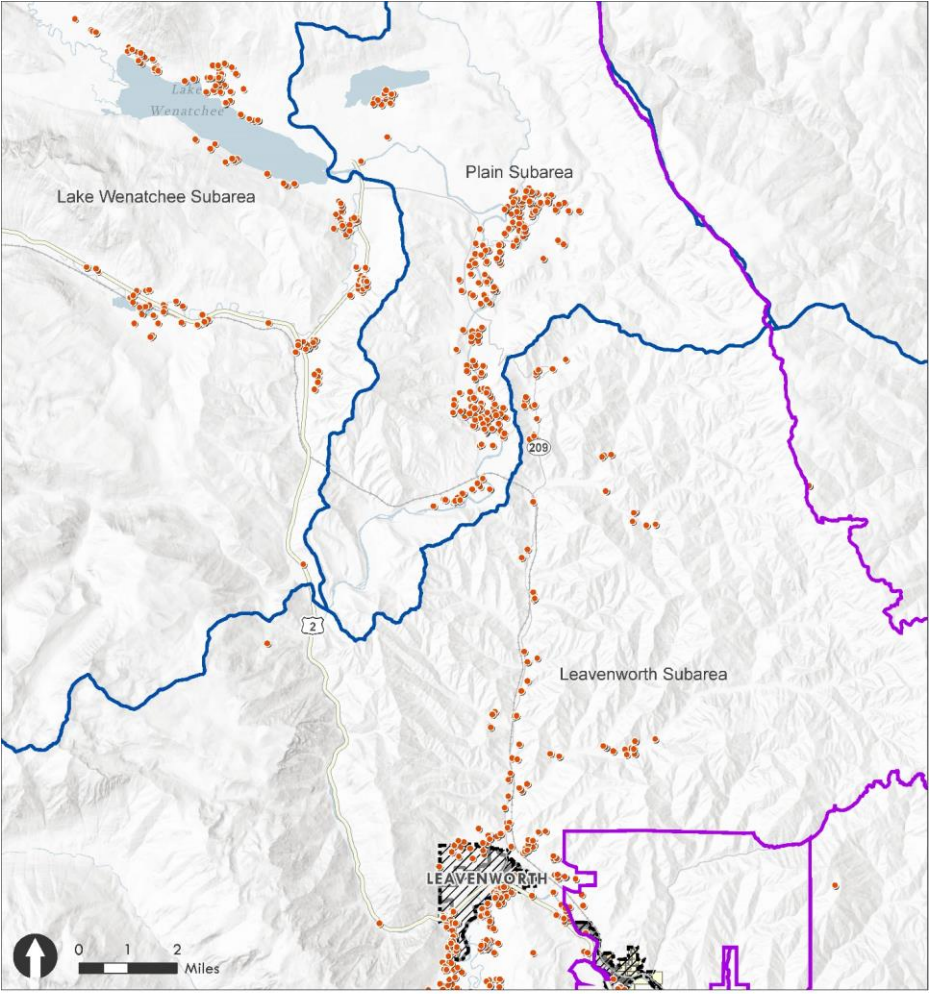 Lake
Wenatchee
Plain Subarea
Lake Wenatchee Subarea
209
2
Leavenworth Subarea
LEAVENWORTH
0 1 2
Miles